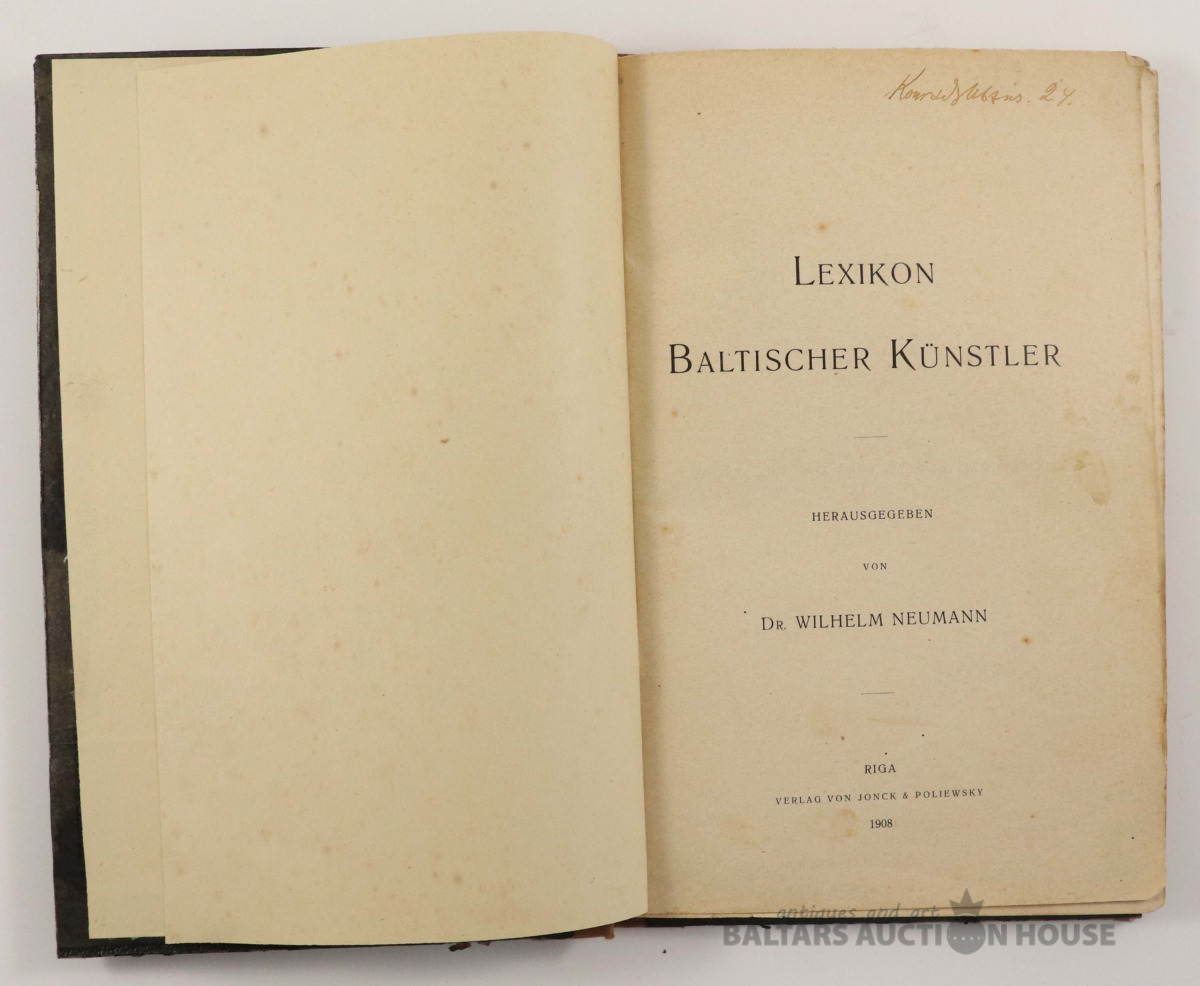 24.
LEXIKON
BALTISCHER KÜNSTLER
HERAUSGEGEBEN
VON
DR. WILHELM NEUMANN
RIGA
VERLAG VON JONCK & POLIEWSKY
1908
antiques and art
BALTARS AUCTION HOUSE